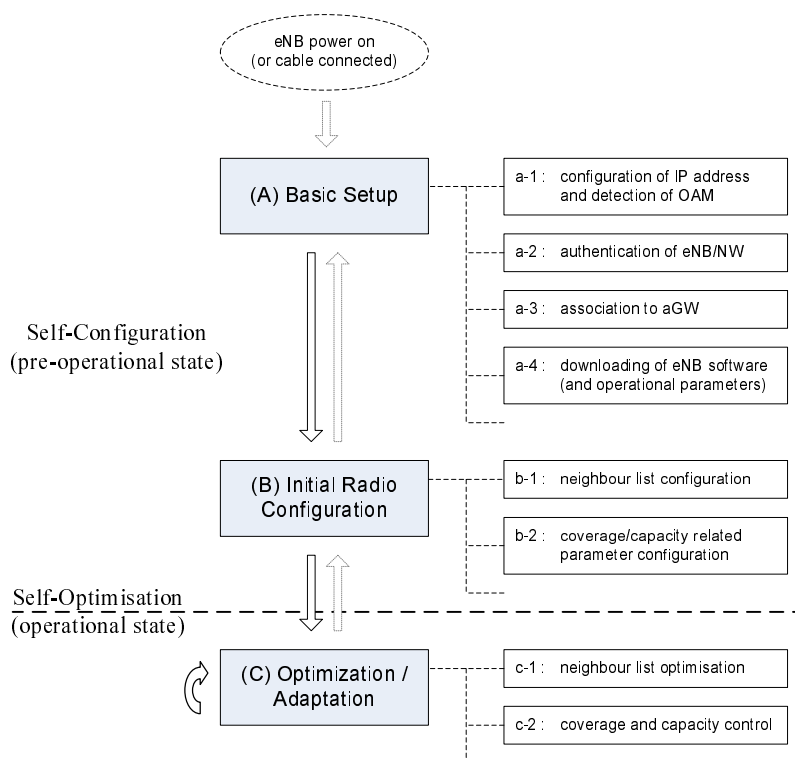 eNB power on
(or cable connected)
(A) Basic Setup
a-1 : configuration of IP address
and detection of OAM
a-2 : authentication of eNB/NW
a-3 : association to aGW
a-4 : downloading of eNB software
(and operational parameters)
Self-Configuration
(pre-operational state)
(B) Initial Radio
Configuration
b-1 : neighbour list configuration
b-2 : coverage/capacity related
parameter configuration
Self-Optimisation
(operational state)
(C) Optimization /
Adaptation
c-1 : neighbour list optimisation
c-2 : coverage and capacity control